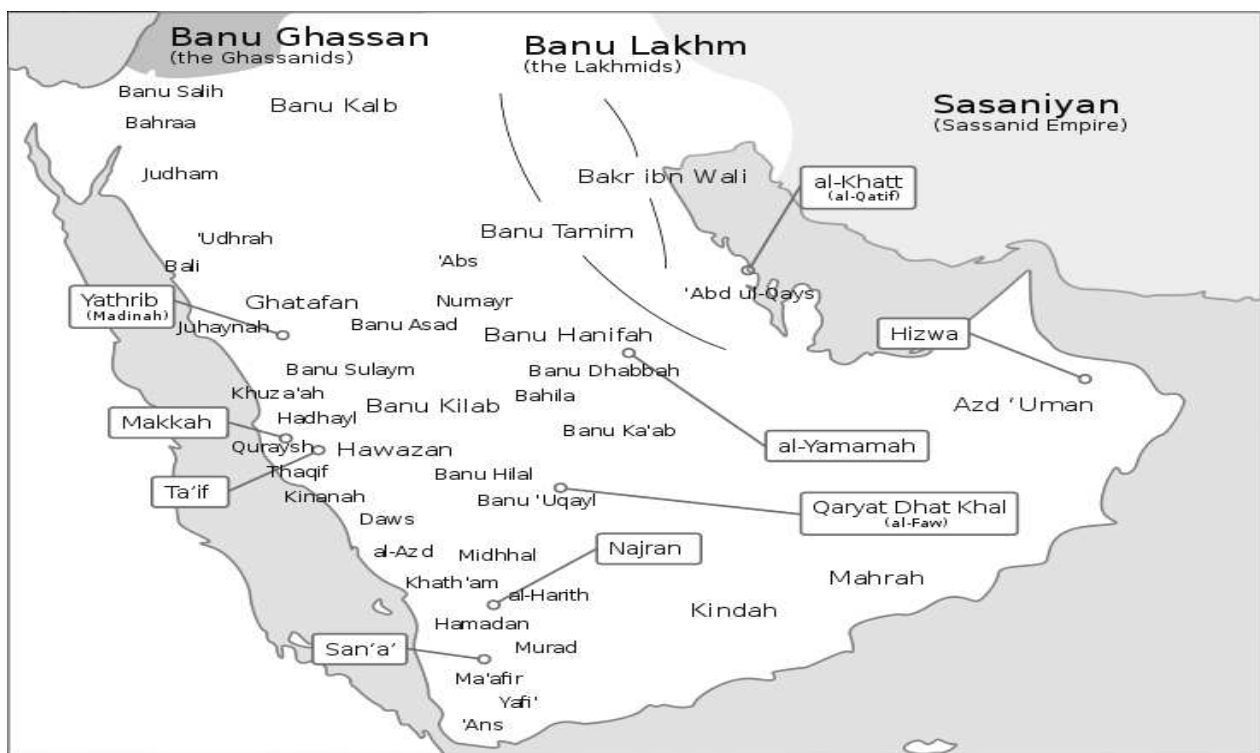 Banu Ghassan
(the Ghassanids)
Banu Lakhm
(the Lakhmids)
Sasaniyan
(Sassanid Empire)
Banu Salih
Banu Kalb
Bahraa
Judham
Bakr ibn Wali
al-Khatt
(al-Qatif)
'Udhrah
Banu Tamim
Bali
'Abs
Yathrib
(Madinah)
Ghatafan
Numayr
'Abd ul-Qays
Juhaynah
Banu Asad
Banu Hanifah
Hizwa
Banu Sulaym
Banu Dhabbah
Khuza'ah
Bahila
Azd ‘Uman
Makkah
Hadhayl
Banu Kilab
Banu Ka'ab
Quraysh
Hawazan
al-Yamamah
Thaqif
Banu Hilal
Ta’if
Kinanah
Banu 'Uqayl
Qaryat Dhat Khal
(al-Faw)
Daws
al-Azd
Midhhal
Najran
Khath'am
al-Harith
Mahrah
Kindah
Hamadan
San‘a’
Murad
Ma'afir
Yafi'
'Ans